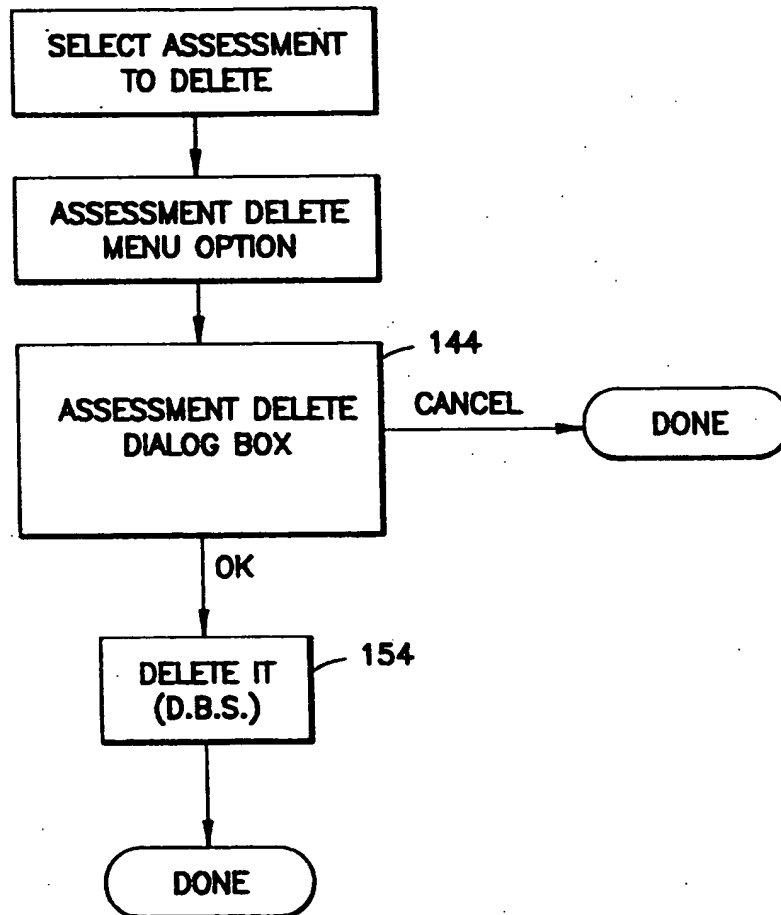 SELECT ASSESSMENT
TO DELETE
ASSESSMENT DELETE
MENU OPTION
144
ASSESSMENT DELETE
DIALOG BOX
CANCEL
DONE
OK
154
DELETE IT
(D.B.S.)
DONE